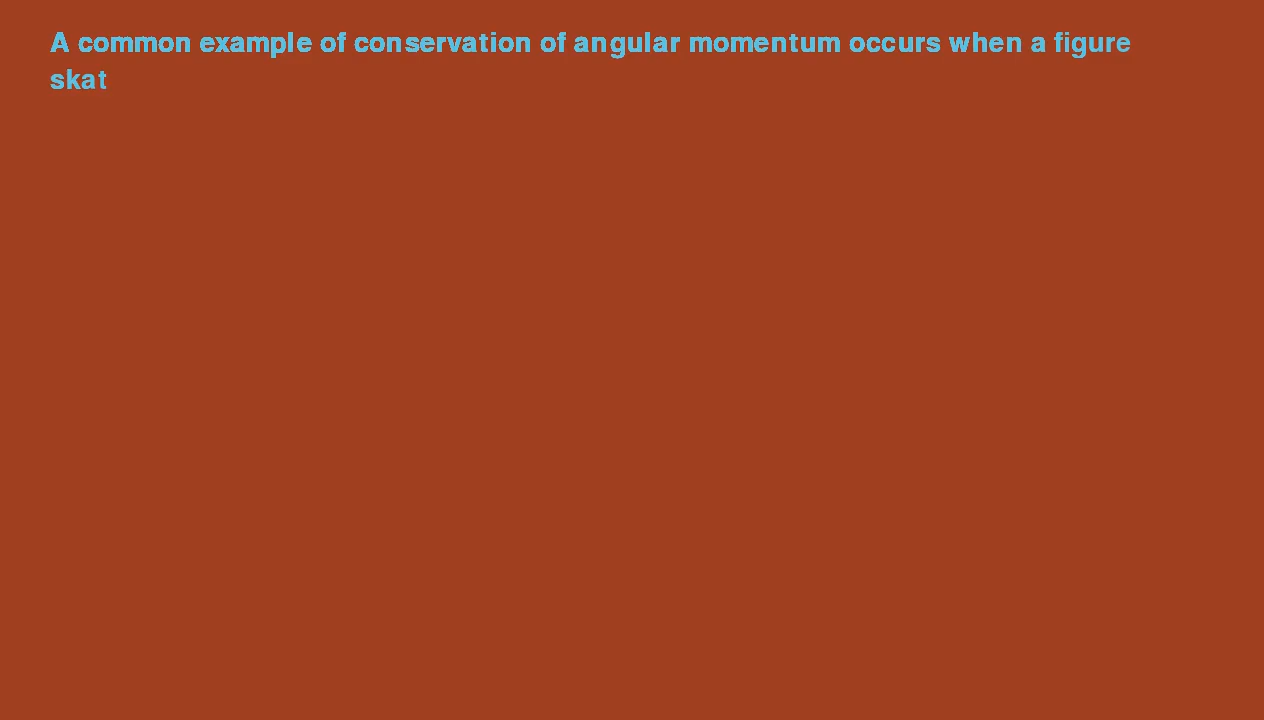 A common example of conservation of angular momentum occurs when a figure
skat